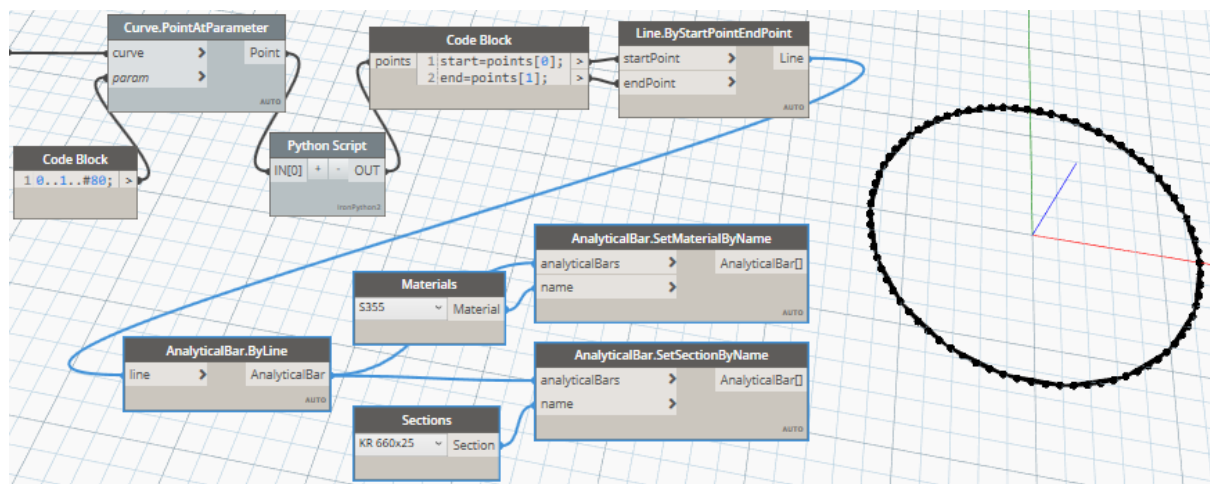 Curve.PointAtParameter
curve > Point
param >
AUTO
Code Block
1 0..1..#80; >
Python Script
IN[0] + - OUT
IronPython2
Code Block
points 1 start=points[0]; >
2 end=points[1]; >
Line.ByStartPointEndPoint
startPoint > Line
endPoint >
AUTO
AnalyticalBar.ByLine
line > AnalyticalBar
AUTO
Materials
S355 Material
Sections
KR 660x25 Section
AnalyticalBar.SetMaterialByName
analyticalBars > AnalyticalBar[]
name >
AUTO
AnalyticalBar.SetSectionByName
analyticalBars > AnalyticalBar[]
name >
AUTO